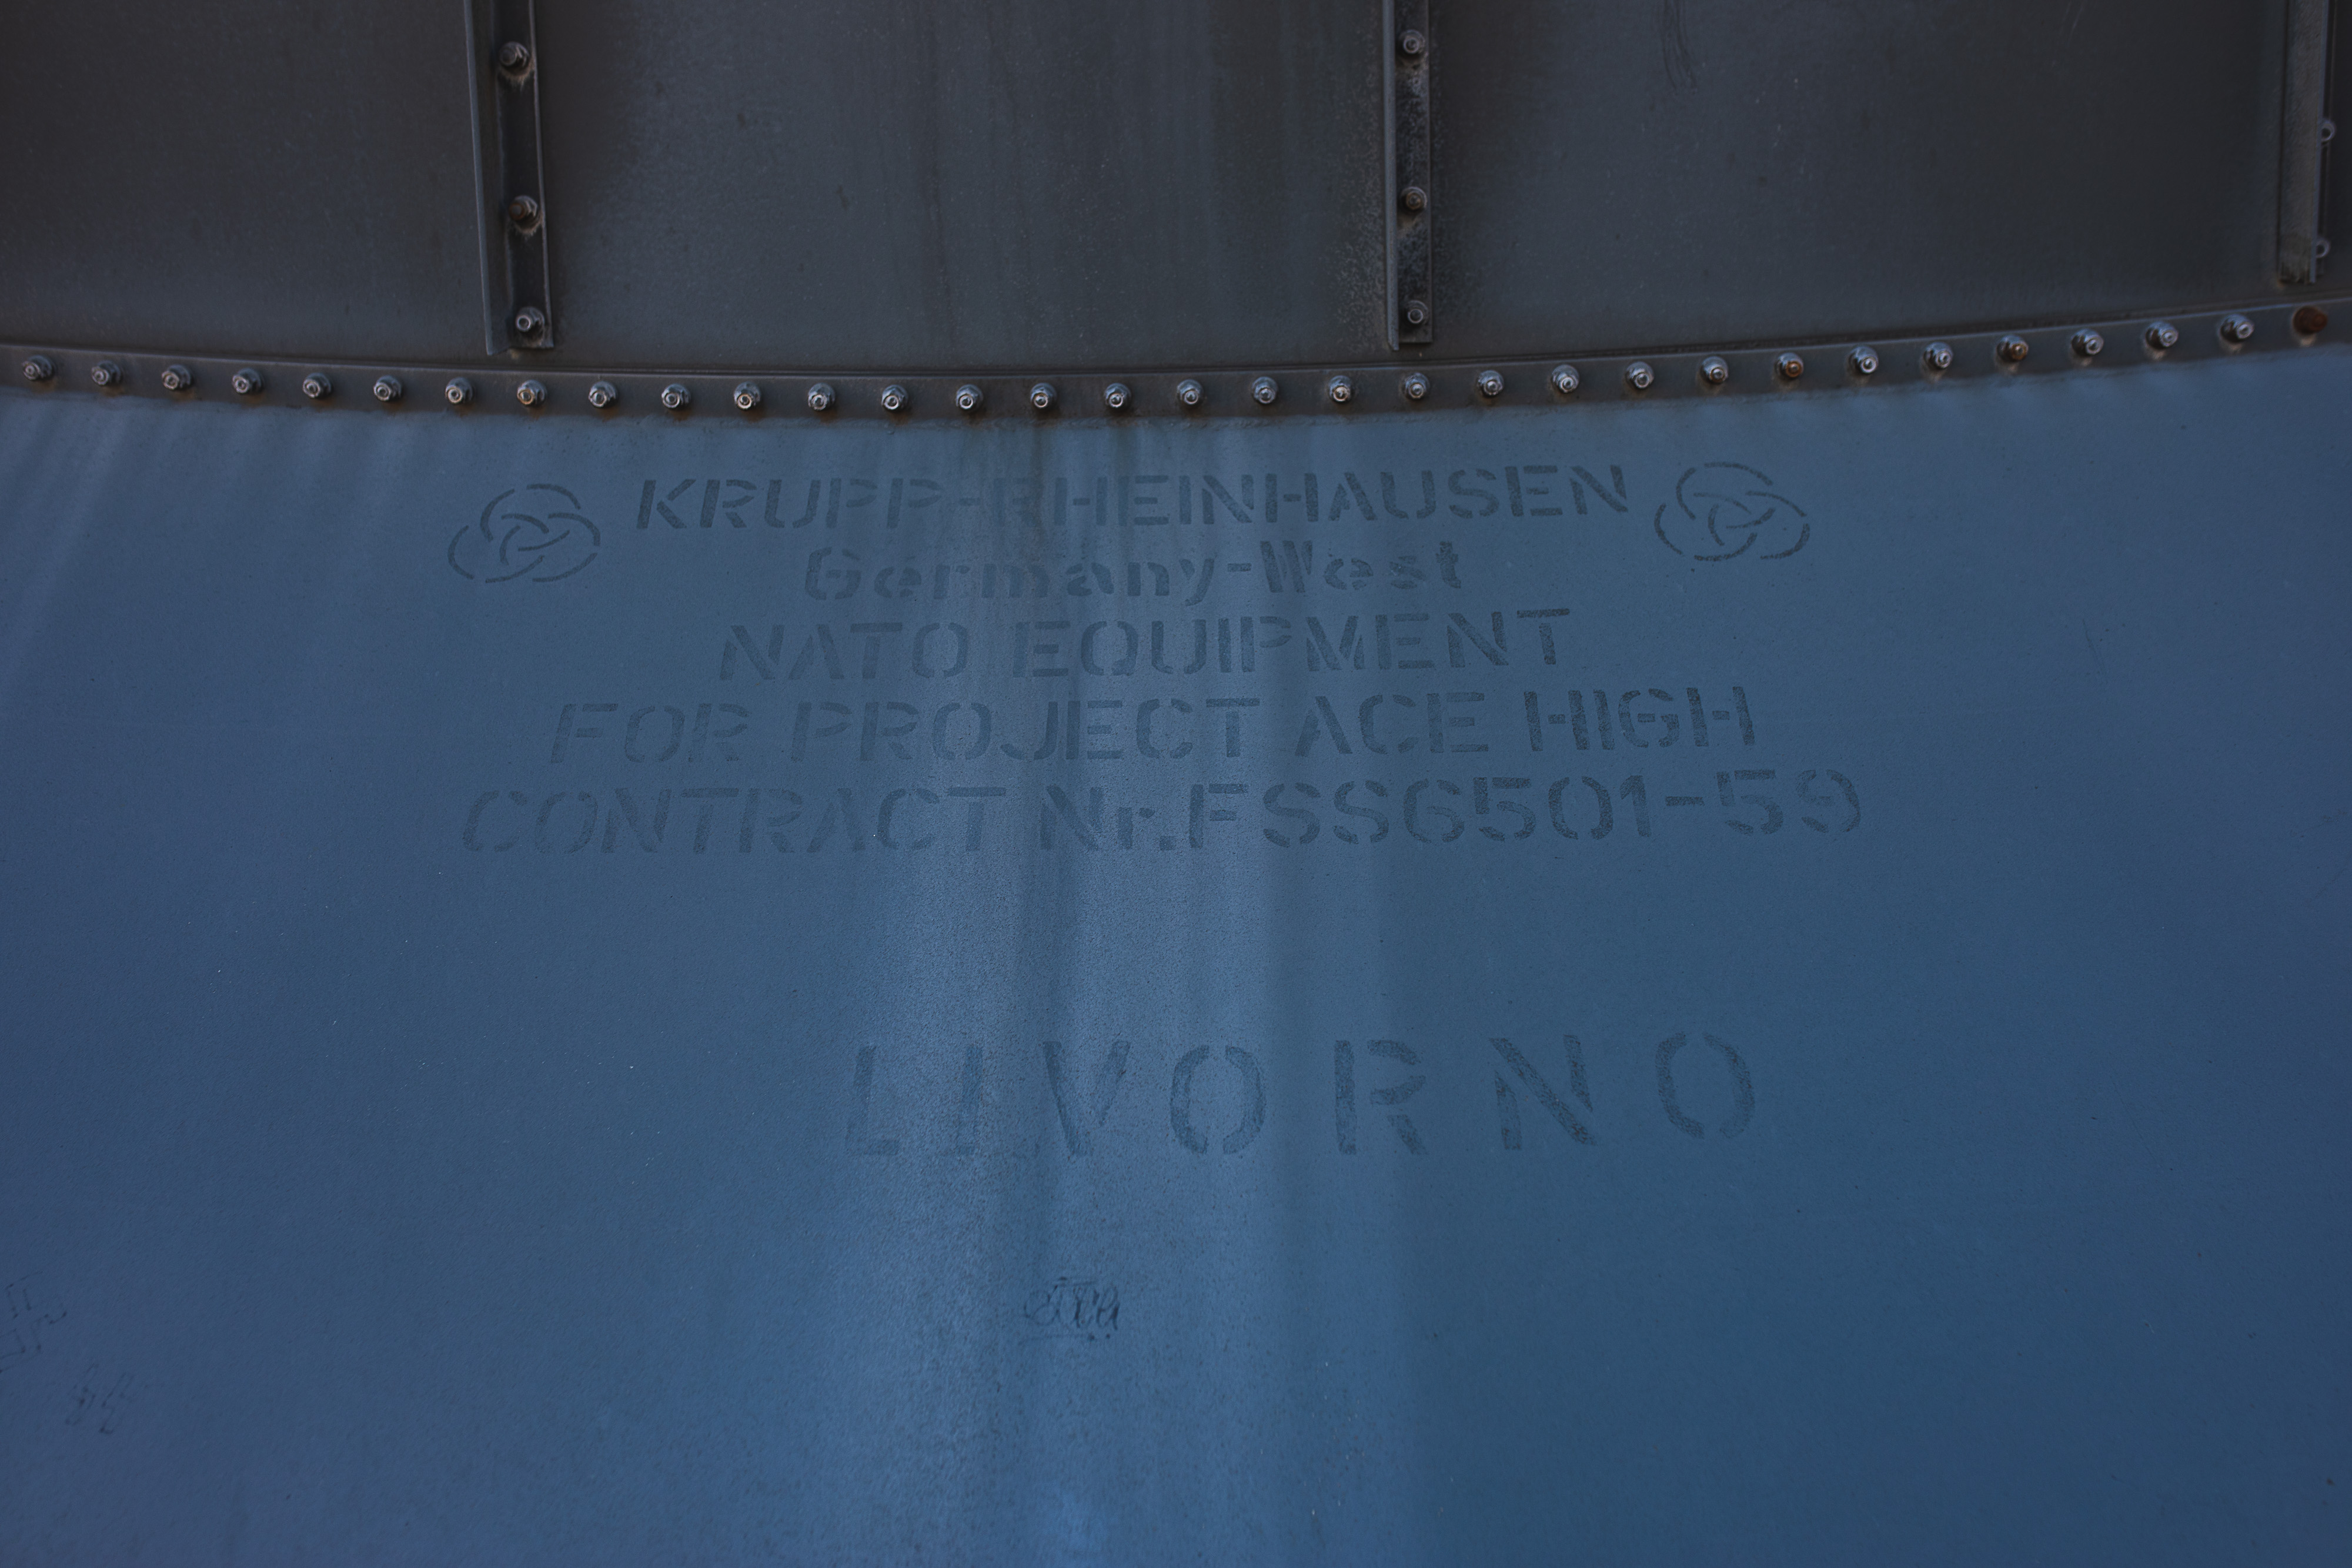 KRUPP-RHEINHAUSEN
Germany-West
NATO EQUIPMENT
FOR PROJECT ACE HIGH
CONTRACT Nr.FSS6501-59
LIVORNO